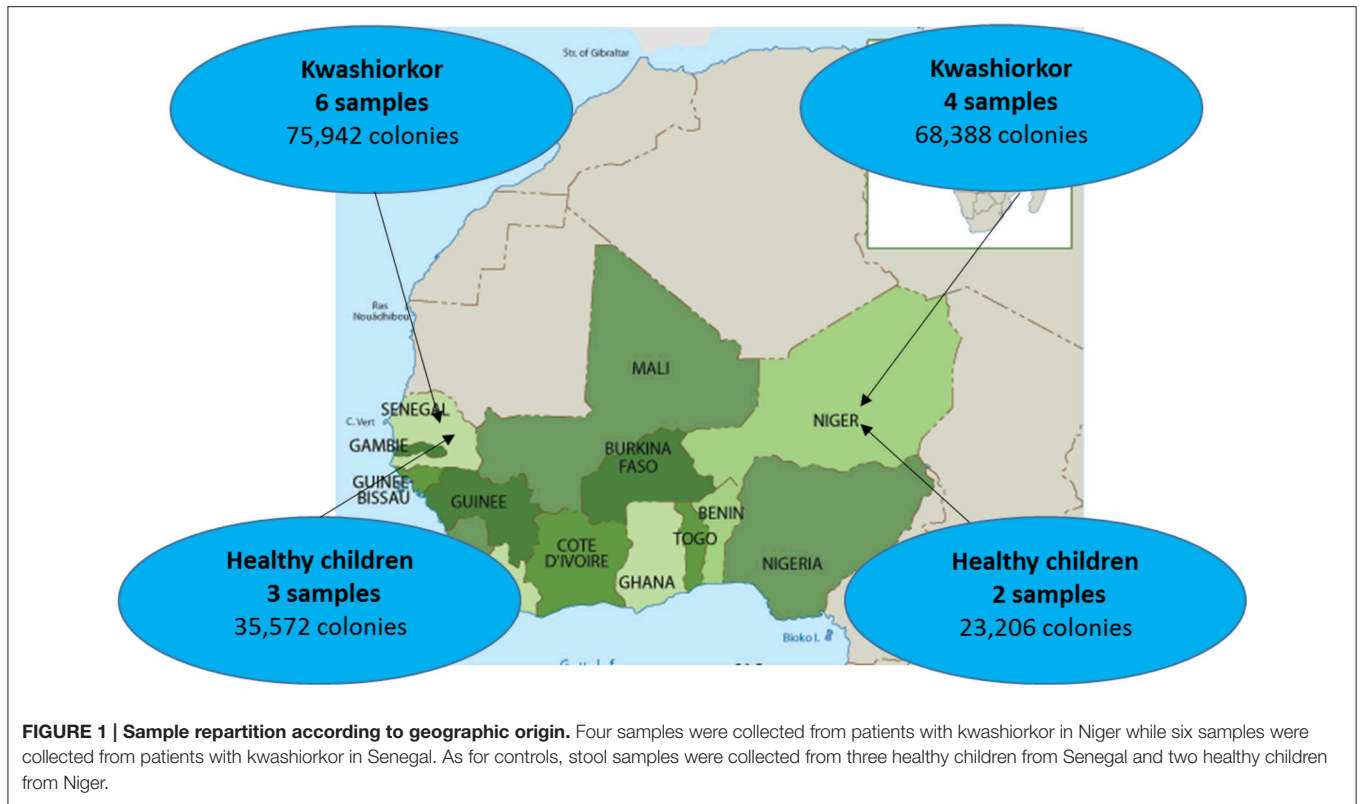 Kwashiorkor
6 samples
75,942 colonies
Kwashiorkor
4 samples
68,388 colonies
Str. of Gibraltar
Ras
Nouâdhibou
MALI
SENEGAL
C. Vert
GAMBIE
NIGER
BURKINA
FASO
GUINEE-
BISSAU
GUINEE
BENIN
TOGO
COTE
D'IVOIRE
GHANA
NIGERIA
Bioko I.
Healthy children
3 samples
35,572 colonies
Healthy children
2 samples
23,206 colonies
FIGURE 1 | Sample repartition according to geographic origin. Four samples were collected from patients with kwashiorkor in Niger while six samples were
collected from patients with kwashiorkor in Senegal. As for controls, stool samples were collected from three healthy children from Senegal and two healthy children
from Niger.